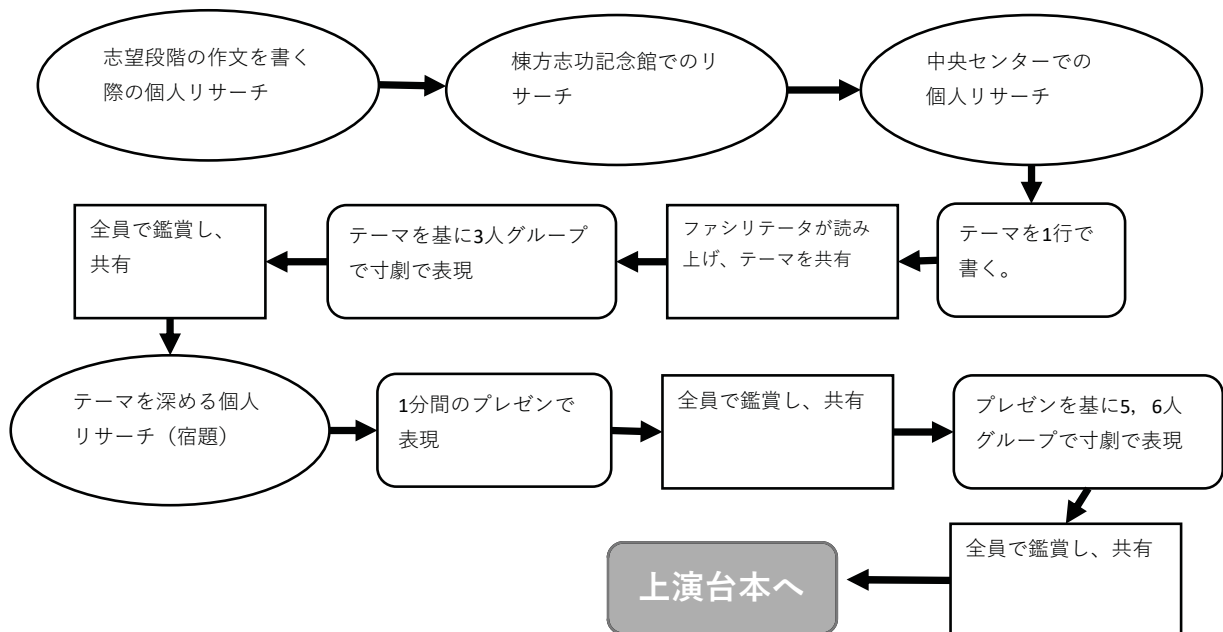 志望段階の作文を書く
際の個人リサーチ
棟方志功記念館でのリ
サーチ
中央センターでの
個人リサーチ
テーマを1行で
書く。
ファシリテータが読み
上げ、テーマを共有
テーマを基に3人グループ
で寸劇で表現
全員で鑑賞し、
共有
テーマを深める個人
リサーチ（宿題）
1分間のプレゼンで
表現
全員で鑑賞し、共有
プレゼンを基に5，6人
グループで寸劇で表現
全員で鑑賞し、共有
上演台本へ